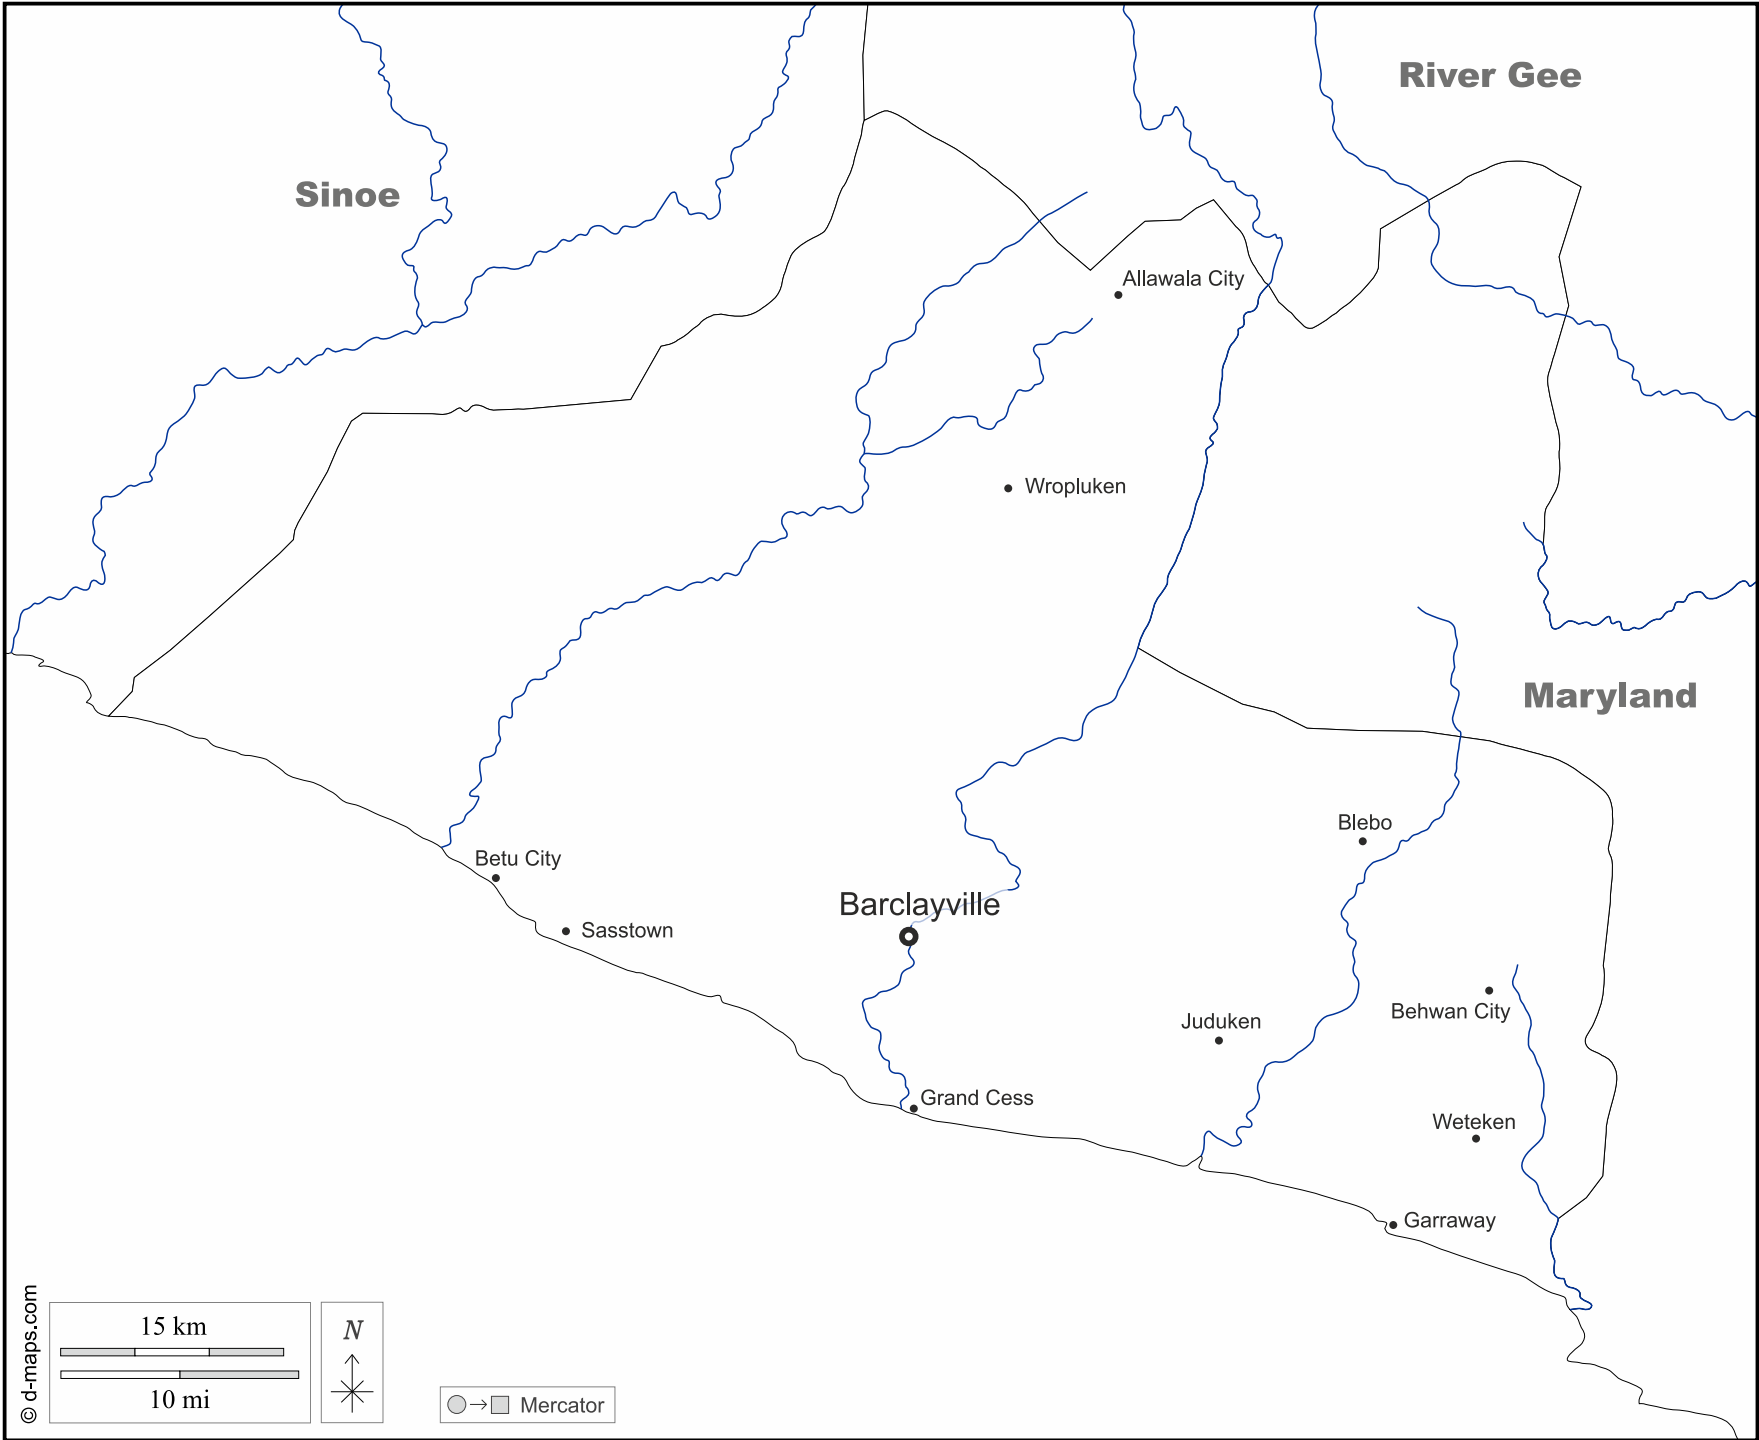 River Gee
Sinoe
Allawala City
Wropluken
Maryland
Blebo
Betu City
Barclayville
Sasstown
Behwan City
Juduken
Grand Cess
Weteken
Garraway
© d-maps.com
15 km
10 mi
N
Mercator